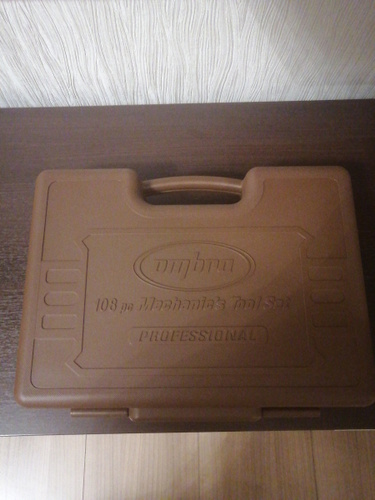 ombra
108 pc Mechanic's Tool Set
PROFESSIONAL